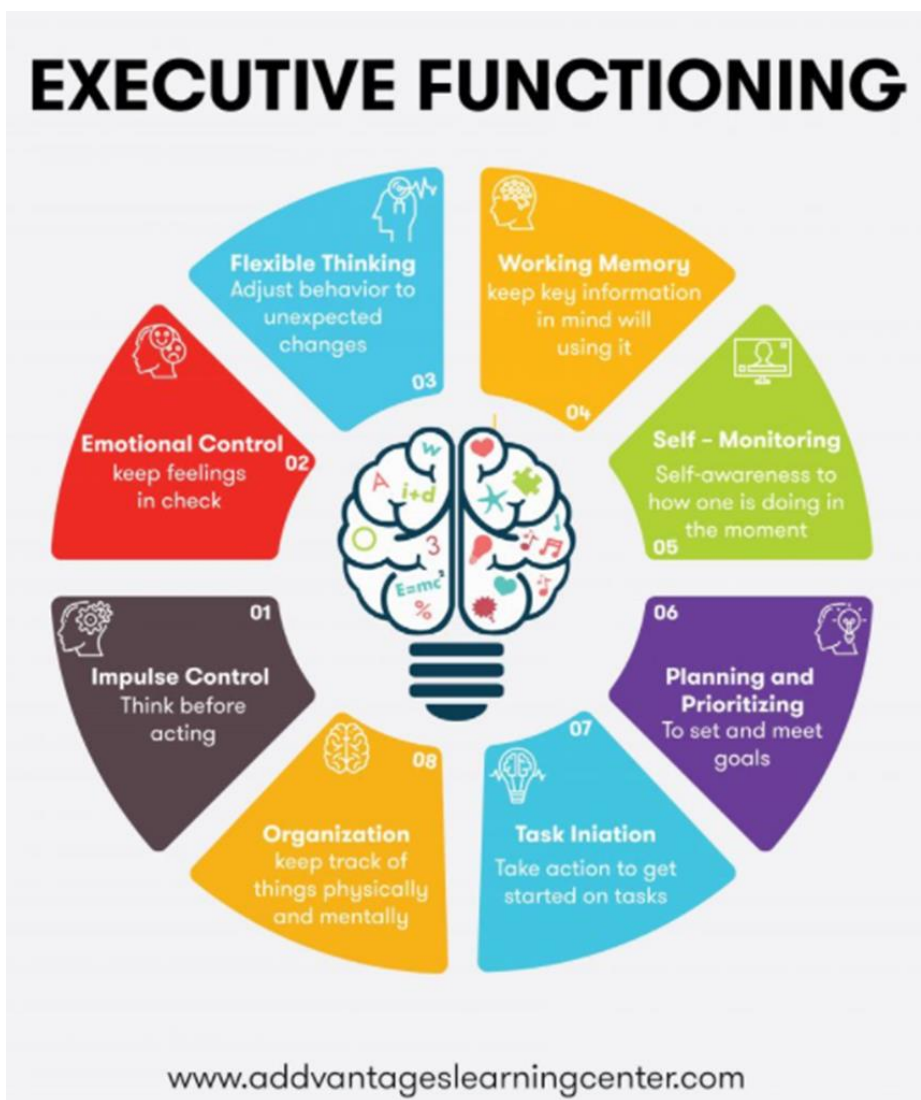 EXECUTIVE FUNCTIONING
01
Impulse Control
Think before
acting
Emotional Control
02
keep feelings
in check
Flexible Thinking
Adjust behavior to
unexpected
changes
03
Working Memory
keep key information
in mind will
using it
04
Self - Monitoring
Self-awareness to
how one is doing in
the moment
05
06
Planning and
Prioritizing
To set and meet
goals
07
Task Iniation
Take action to get
started on tasks
08
Organization
keep track of
things physically
and mentally
W
A
i+d
3
E=mc²
%
www.addvantageslearningcenter.com